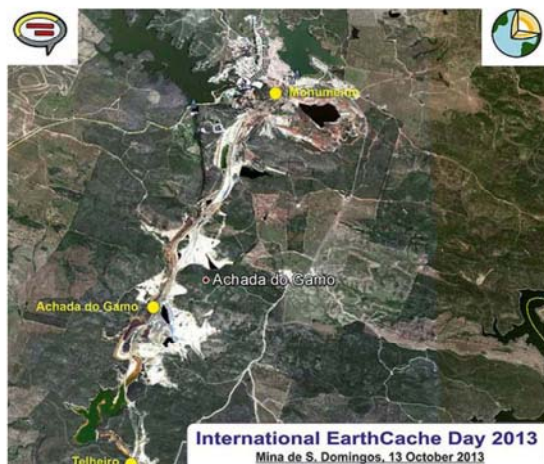 Monumento
Achada do Gamo
Achada do Gamo
Telheiro
International EarthCache Day 2013
Mina de S. Domingos, 13 October 2013